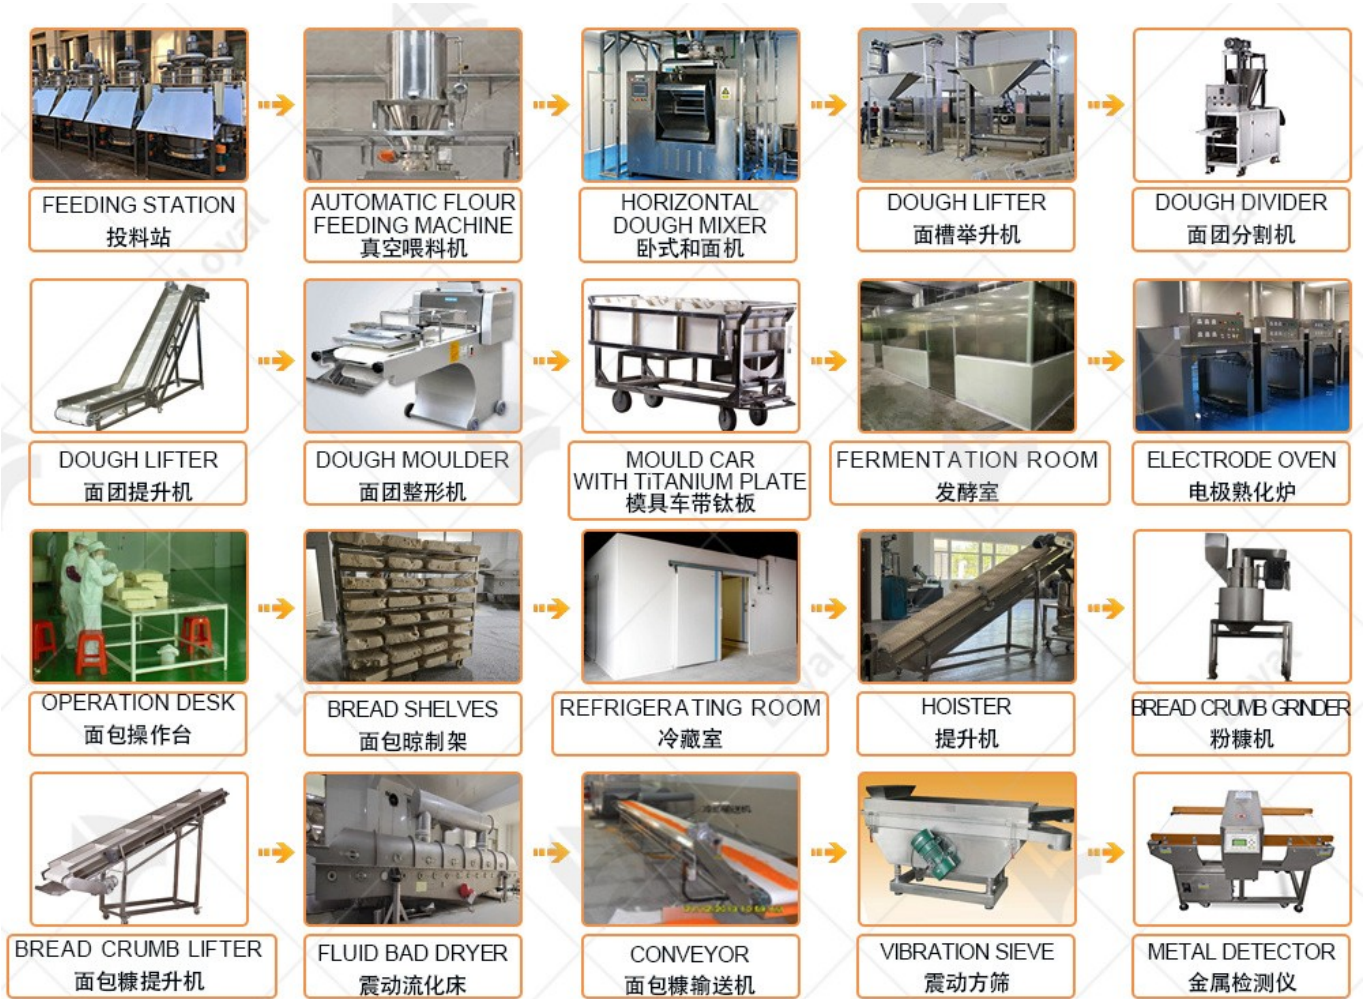 FEEDING STATION
投料站
AUTOMATIC FLOUR
FEEDING MACHINE
真空喂料机
HORIZONTAL
DOUGH MIXER
卧式和面机
DOUGH LIFTER
面槽举升机
DOUGH DIVIDER
面团分割机
DOUGH LIFTER
面团提升机
DOUGH MOULDER
面团整形机
MOULD CAR
WITH TiTANIUM PLATE
模具车带钛板
FERMENTATION ROOM
发酵室
ELECTRODE OVEN
电极熟化炉
OPERATION DESK
面包操作台
BREAD SHELVES
面包晾制架
REFRIGERATING ROOM
冷藏室
HOISTER
提升机
BREAD CRUMB GRINDER
粉糠机
BREAD CRUMB LIFTER
面包糠提升机
FLUID BAD DRYER
震动流化床
CONVEYOR
面包糠输送机
VIBRATION SIEVE
震动方筛
METAL DETECTOR
金属检测仪
Loyal
Loyal
Loyal
Loyal
Loyal